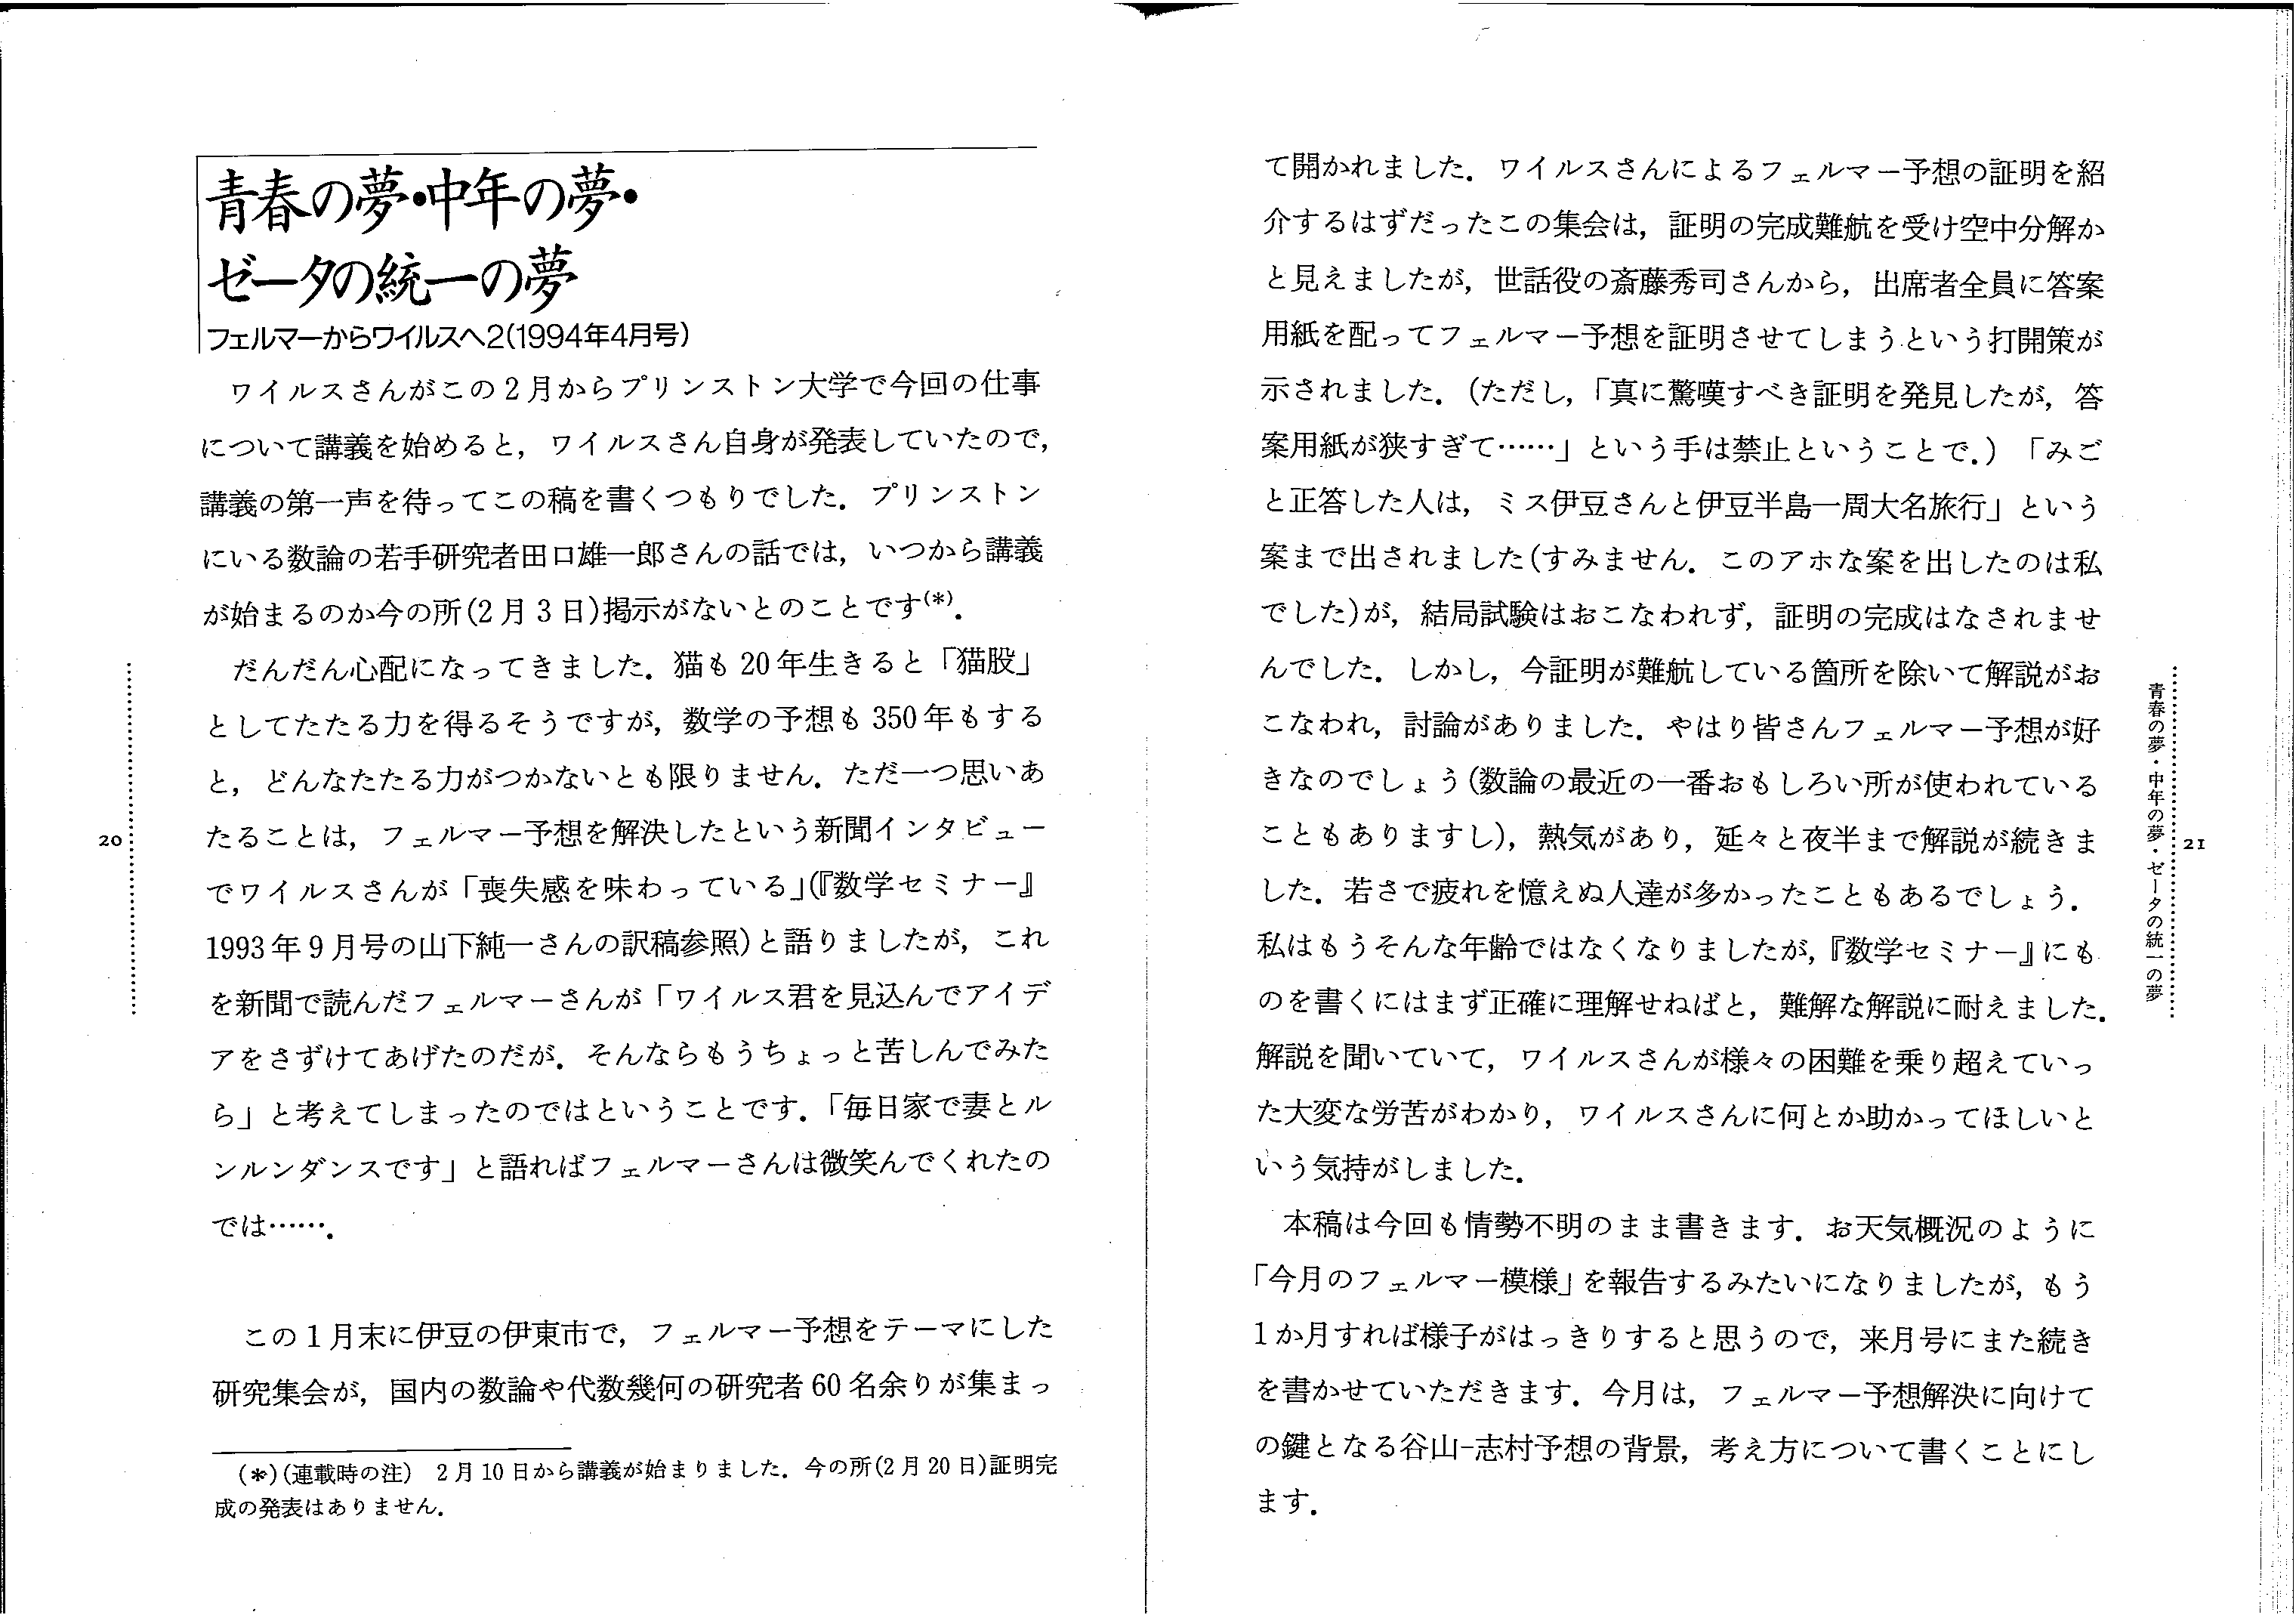 青春の夢・中年の夢・
ゼータの統一の夢
フェルマーからワイルスへ2(1994年4月号)
ワイルスさんがこの2月からプリンストン大学で今回の仕事
について講義を始めると，ワイルスさん自身が発表していたので，
講義の第一声を待ってこの稿を書くつもりでした．プリンストン
にいる数論の若手研究者田口雄一郎さんの話では，いつから講義
が始まるのか今の所(2月3日)掲示がないとのことです(*)．
だんだん心配になってきました．猫も20年生きると「猫股」
としてたたる力を得るそうですが，数学の予想も350年もする
と，どんなたたる力がつかないとも限りません．ただ一つ思いあ
たることは，フェルマー予想を解決したという新聞インタビュー
でワイルスさんが「喪失感を味わっている」(『数学セミナー』
1993年9月号の山下純一さんの訳稿参照)と語りましたが，これ
を新聞で読んだフェルマーさんが「ワイルス君を見込んでアイデ
アをさずけてあげたのだが．そんならもうちょっと苦しんでみた
ら」と考えてしまったのではということです．「毎日家で妻とル
ンルンダンスです」と語ればフェルマーさんは微笑んでくれたの
では……．
この1月末に伊豆の伊東市で，フェルマー予想をテーマにした
研究集会が，国内の数論や代数幾何の研究者60名余りが集まっ
(*)(連載時の注) 2月10日から講義が始まりました．今の所(2月20日)証明完
成の発表はありません．
20
て開かれました．ワイルスさんによるフェルマー予想の証明を紹
介するはずだったこの集会は，証明の完成難航を受け空中分解か
と見えましたが，世話役の斎藤秀司さんから，出席者全員に答案
用紙を配ってフェルマー予想を証明させてしまうという打開策が
示されました．(ただし，「真に驚嘆すべき証明を発見したが，答
案用紙が狭すぎて……」という手は禁止ということで．)「みご
と正答した人は，ミス伊豆さんと伊豆半島一周大名旅行」という
案まで出されました(すみません．このアホな案を出したのは私
でした)が，結局試験はおこなわれず，証明の完成はなされませ
んでした．しかし，今証明が難航している箇所を除いて解説がお
こなわれ，討論がありました．やはり皆さんフェルマー予想が好
きなのでしょう(数論の最近の一番おもしろい所が使われている
こともありますし)，熱気があり，延々と夜半まで解説が続きま
した．若さで疲れを憶えぬ人達が多かったこともあるでしょう．
私はもうそんな年齢ではなくなりましたが，『数学セミナー』にも
のを書くにはまず正確に理解せねばと，難解な解説に耐えました．
解説を聞いていて，ワイルスさんが様々の困難を乗り超えていっ
た大変な労苦がわかり，ワイルスさんに何とか助かってほしいと
いう気持がしました．
本稿は今回も情勢不明のまま書きます．お天気概況のように
「今月のフェルマー模様」を報告するみたいになりましたが，もう
1か月すれば様子がはっきりすると思うので，来月号にまた続き
を書かせていただきます．今月は，フェルマー予想解決に向けて
の鍵となる谷山-志村予想の背景，考え方について書くことにし
ます．
青春の夢・中年の夢・ゼータの統一の夢
21